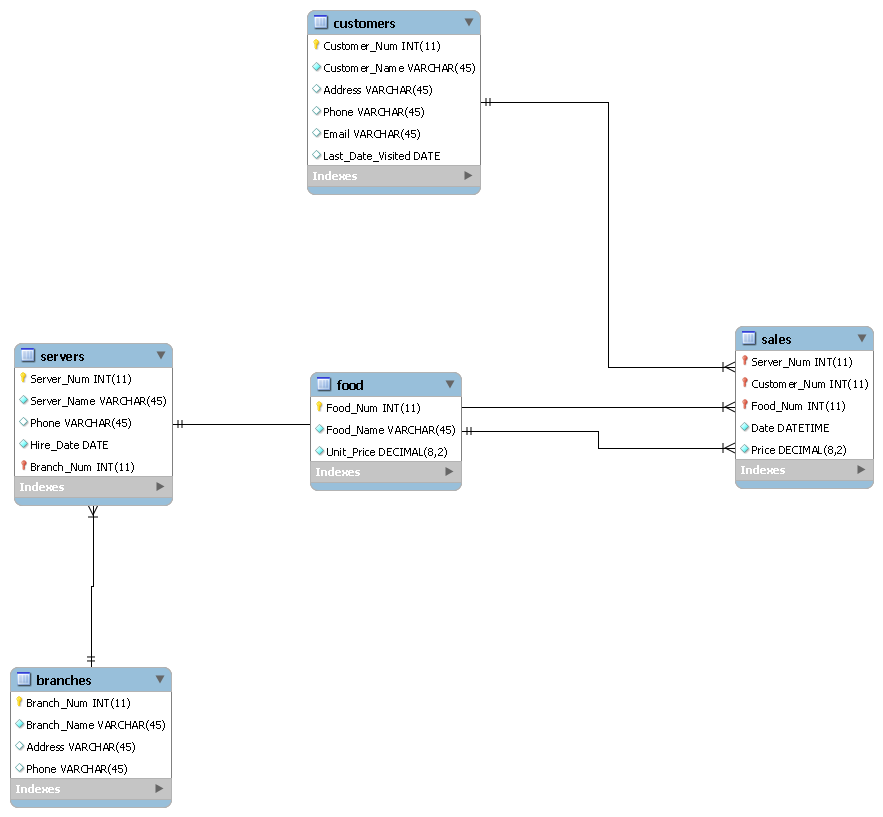 customers
Customer_Num INT(11)
Customer_Name VARCHAR(45)
Address VARCHAR(45)
Phone VARCHAR(45)
Email VARCHAR(45)
Last_Date_Visited DATE
Indexes
servers
Server_Num INT(11)
Server_Name VARCHAR(45)
Phone VARCHAR(45)
Hire_Date DATE
Branch_Num INT(11)
Indexes
food
Food_Num INT(11)
Food_Name VARCHAR(45)
Unit_Price DECIMAL(8,2)
Indexes
sales
Server_Num INT(11)
Customer_Num INT(11)
Food_Num INT(11)
Date DATETIME
Price DECIMAL(8,2)
Indexes
branches
Branch_Num INT(11)
Branch_Name VARCHAR(45)
Address VARCHAR(45)
Phone VARCHAR(45)
Indexes